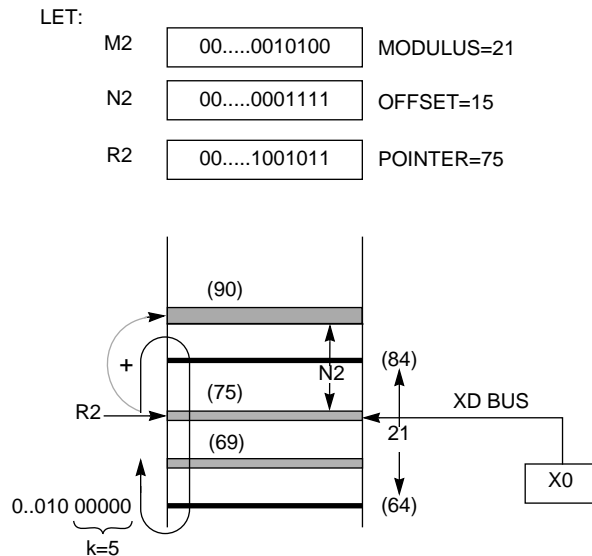 LET:
M2 00.....0010100 MODULUS=21
N2 00.....0001111 OFFSET=15
R2 00.....1001011 POINTER=75
(90)
+
N2
(84)
(75)
XD BUS
R2
21
(69)
X0
0..010 00000
(64)
k=5